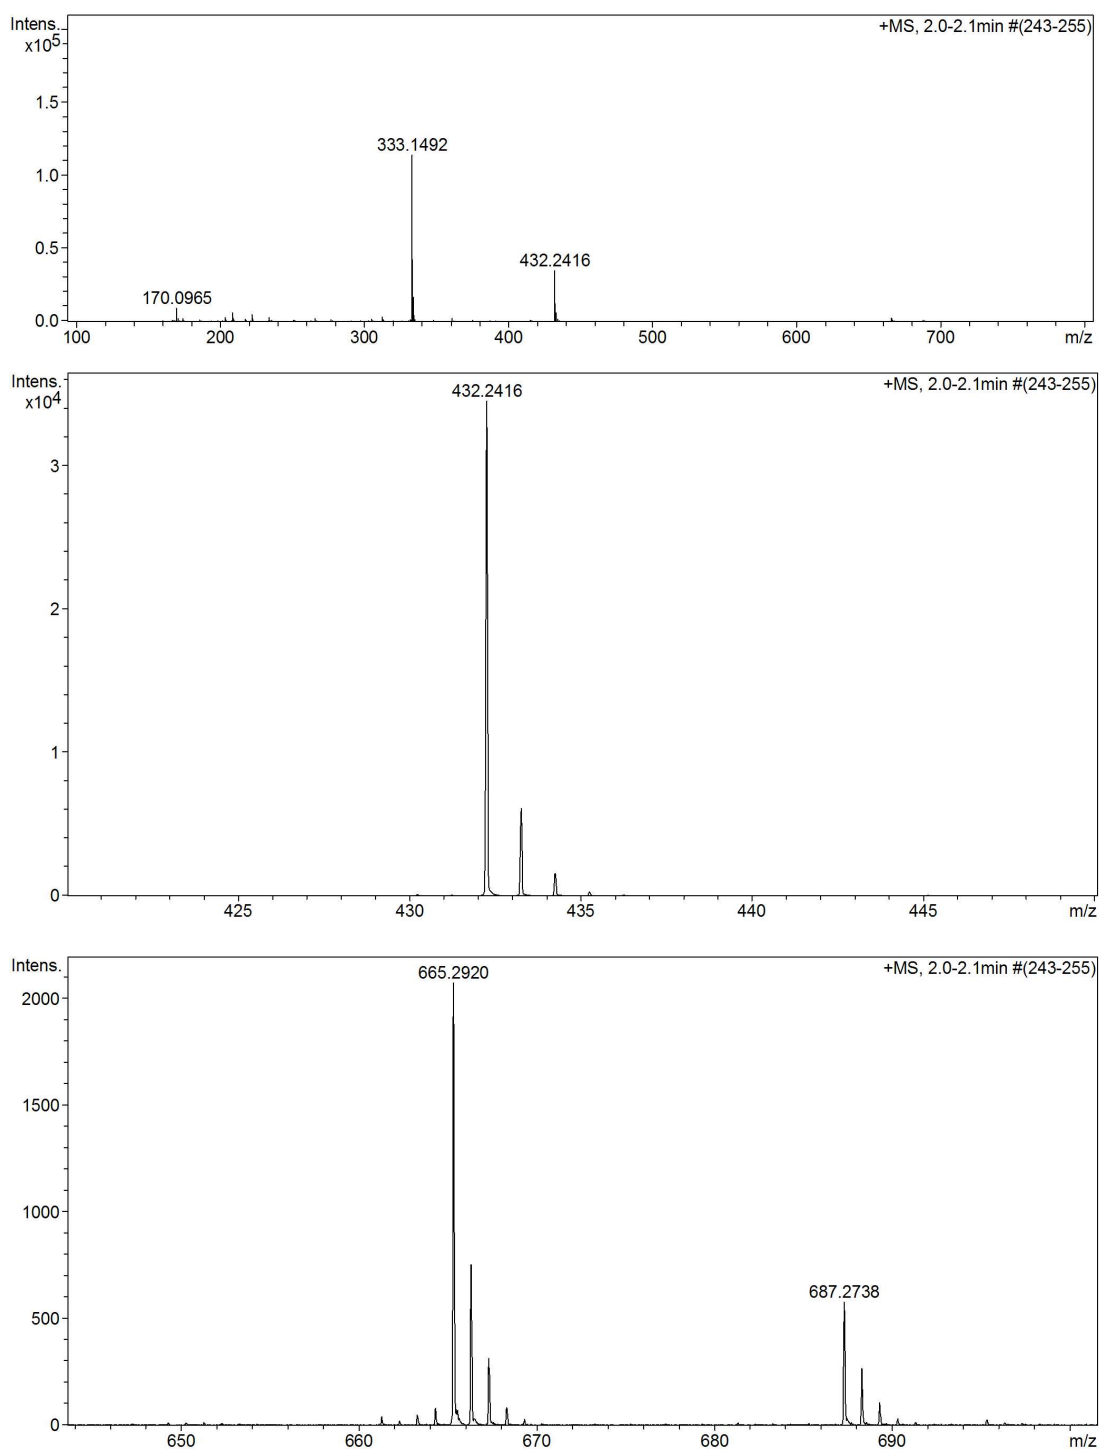 Intens.
x10^5
+MS, 2.0-2.1min #(243-255)
1.5
333.1492
1.0
0.5
432.2416
170.0965
0.0
100 200 300 400 500 600 700 m/z
Intens.
x10^4
+MS, 2.0-2.1min #(243-255)
432.2416
3
2
1
0
425 430 435 440 445 m/z
Intens.
+MS, 2.0-2.1min #(243-255)
665.2920
2000
1500
1000
687.2738
500
0
650 660 670 680 690 m/z